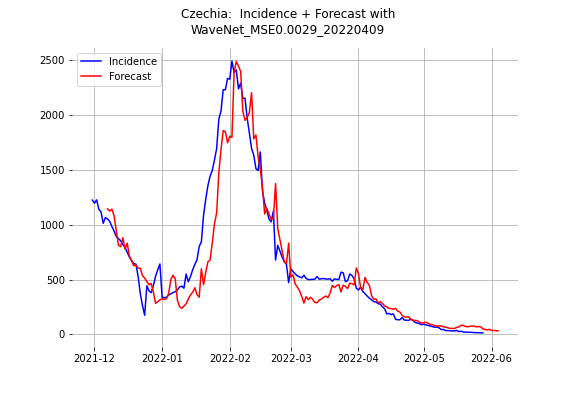 Czechia:  Incidence + Forecast with
WaveNet_MSE0.0029_20220409
Incidence
Forecast
2500
2000
1500
1000
500
0
2021-12 2022-01 2022-02 2022-03 2022-04 2022-05 2022-06